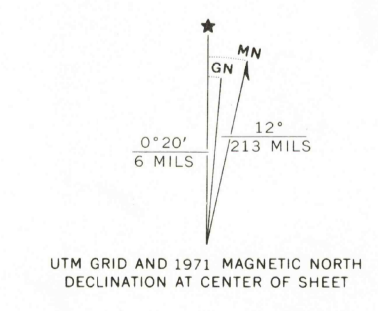 MN
GN
0°20'
6 MILS
12°
213 MILS
UTM GRID AND 1971 MAGNETIC NORTH
DECLINATION AT CENTER OF SHEET